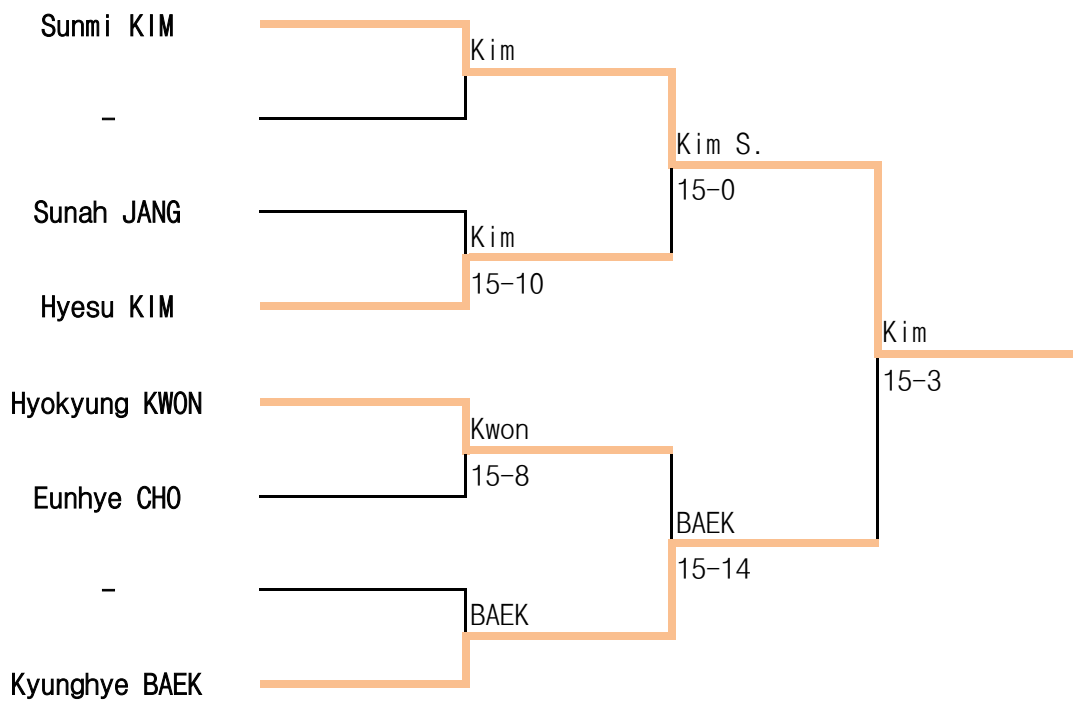 Sunmi KIM
Kim
-
Kim S.
15-0
Sunah JANG
Kim
15-10
Hyesu KIM
Kim
15-3
Hyokyung KWON
Kwon
15-8
Eunhye CHO
BAEK
15-14
-
BAEK
Kyunghye BAEK